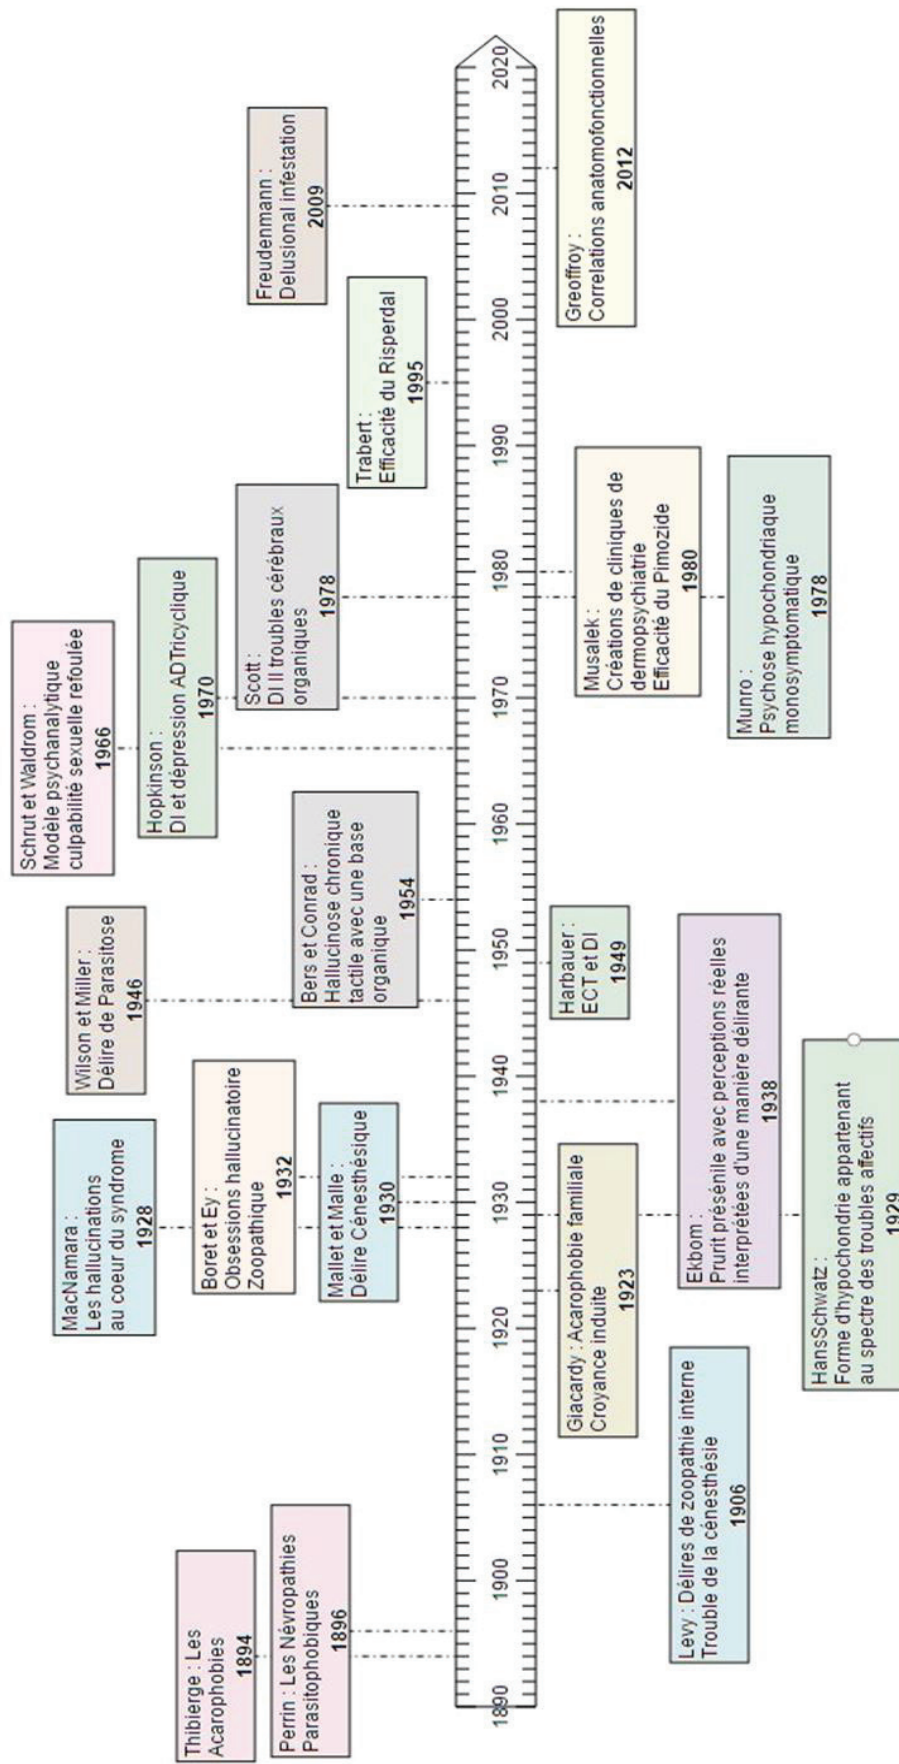 Thibierge : Les
Acarophobies
1894
Perrin : Les Névropathies
Parasitophobiques
1896
MacNamara :
Les hallucinations
au coeur du syndrome
1928
Boret et Ey :
Obsessions hallucinatoire
Zoopathique
1932
Mallet et Malle :
Délire Cénesthésique
1930
Wilson et Miller :
Délire de Parasitose
1946
Bers et Conrad :
Hallucinose chronique
tactile avec une base
organique
1954
Schrut et Waldrom :
Modèle psychanalytique
culpabilité sexuelle refoulée
1966
Hopkinson :
DI et dépression ADTricyclique
1970
Scott :
DI II troubles cérébraux
organiques
1978
Trabert :
Efficacité du Risperdal
1995
Freudenmann :
Delusional infestation
2009
1890 1900 1910 1920 1930 1940 1950 1960 1970 1980 1990 2000 2010 2020
Levy : Délires de zoopathie interne
Trouble de la cénesthésie
1906
Giacardy : Acarophobie familiale
Croyance induite
1923
HansSchwatz :
Forme d'hypochondrie appartenant
au spectre des troubles affectifs
1929
Ekbom :
Prurit présénile avec perceptions réelles
interprétées d'une manière délirante
1938
Harbauer :
ECT et DI
1949
Musalek :
Créations de cliniques de
dermopsychiatrie
Efficacité du Pimozide
1980
Munro :
Psychose hypochondriaque
monosymptomatique
1978
Greoffroy :
Correlations anatomofonctionnelles
2012